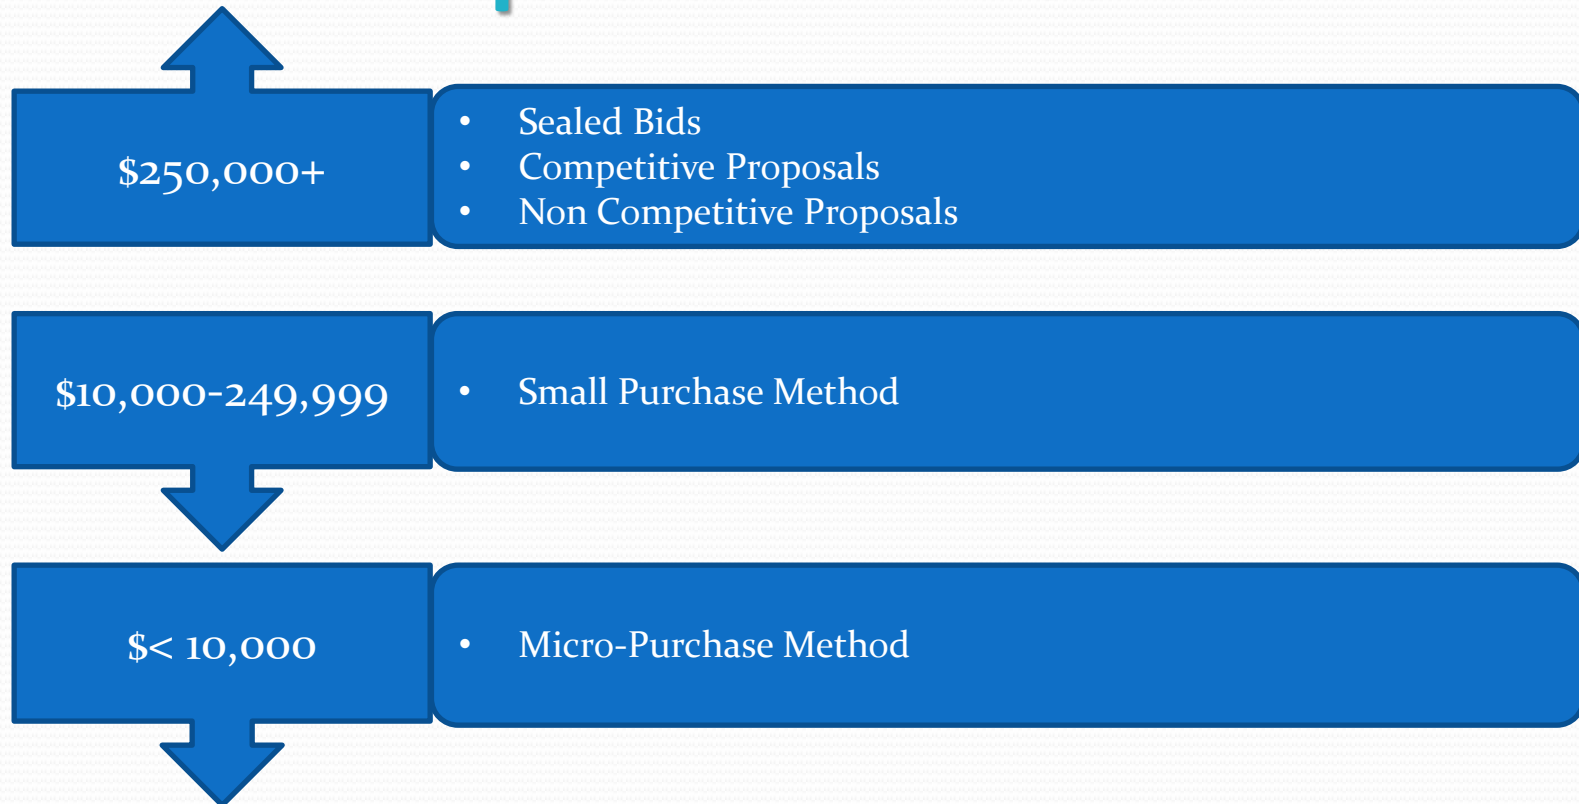 $250,000+
• Sealed Bids
• Competitive Proposals
• Non Competitive Proposals
$10,000-249,999
• Small Purchase Method
$< 10,000
• Micro-Purchase Method